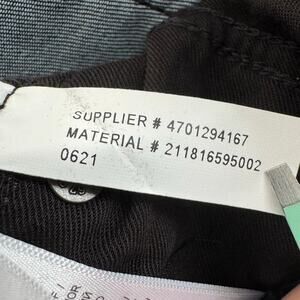 SUPPLIER # 4701294167
MATERIAL # 211816595002
0621